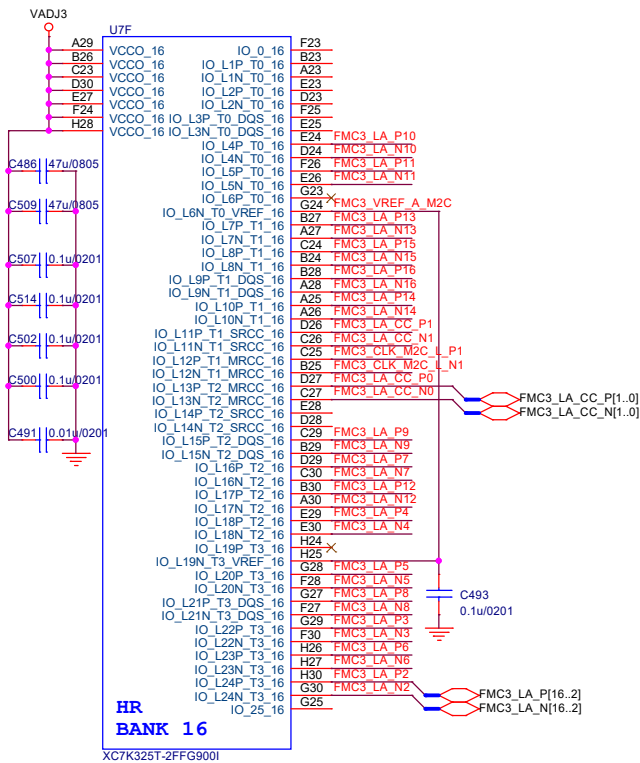 VADJ3
U7F
A29 VCCO_16 IO_0_16 F23
B26 VCCO_16 IO_L1P_T0_16 B23
C23 VCCO_16 IO_L1N_T0_16 A23
D30 VCCO_16 IO_L2P_T0_16 E23
E27 VCCO_16 IO_L2N_T0_16 D23
F24 VCCO_16 IO_L3P_T0_DQS_16 F25
H28 VCCO_16 IO_L3N_T0_DQS_16 E25
IO_L4P_T0_16 E24 FMC3_LA_P10
IO_L4N_T0_16 D24 FMC3_LA_N10
IO_L5P_T0_16 F26 FMC3_LA_P11
C486 47u/0805 IO_L5N_T0_16 E26 FMC3_LA_N11
IO_L6P_T0_16 G23
C509 47u/0805 IO_L6N_T0_VREF_16 G24 FMC3_VREF_A_M2C
IO_L7P_T1_16 B27 FMC3_LA_P13
IO_L7N_T1_16 A27 FMC3_LA_N13
IO_L8P_T1_16 C24 FMC3_LA_P15
C507 0.1u/0201 IO_L8N_T1_16 B24 FMC3_LA_N15
IO_L9P_T1_DQS_16 B28 FMC3_LA_P16
IO_L9N_T1_DQS_16 A28 FMC3_LA_N16
C514 0.1u/0201 IO_L10P_T1_16 A25 FMC3_LA_P14
IO_L10N_T1_16 A26 FMC3_LA_N14
IO_L11P_T1_SRCC_16 D26 FMC3_LA_CC_P1
C502 0.1u/0201 IO_L11N_T1_SRCC_16 C26 FMC3_LA_CC_N1
IO_L12P_T1_MRCC_16 C25 FMC3_CLK_M2C_L_P1
IO_L12N_T1_MRCC_16 B25 FMC3_CLK_M2C_L_N1
C500 0.1u/0201 IO_L13P_T2_MRCC_16 D27 FMC3_LA_CC_P0
IO_L13N_T2_MRCC_16 C27 FMC3_LA_CC_N0 FMC3_LA_CC_P[1..0]
IO_L14P_T2_SRCC_16 E28 FMC3_LA_CC_N[1..0]
IO_L14N_T2_SRCC_16 D28
C491 0.01u/0201 IO_L15P_T2_DQS_16 C29 FMC3_LA_P9
IO_L15N_T2_DQS_16 B29 FMC3_LA_N9
IO_L16P_T2_16 D29 FMC3_LA_P7
IO_L16N_T2_16 C30 FMC3_LA_N7
IO_L17P_T2_16 B30 FMC3_LA_P12
IO_L17N_T2_16 A30 FMC3_LA_N12
IO_L18P_T2_16 E29 FMC3_LA_P4
IO_L18N_T2_16 E30 FMC3_LA_N4
IO_L19P_T3_16 H24
IO_L19N_T3_VREF_16 H25
IO_L20P_T3_16 G28 FMC3_LA_P5
IO_L20N_T3_16 F28 FMC3_LA_N5
IO_L21P_T3_DQS_16 G27 FMC3_LA_P8 C493
IO_L21N_T3_DQS_16 F27 FMC3_LA_N8 0.1u/0201
IO_L22P_T3_16 G29 FMC3_LA_P3
IO_L22N_T3_16 F30 FMC3_LA_N3
IO_L23P_T3_16 H26 FMC3_LA_P6
IO_L23N_T3_16 H27 FMC3_LA_N6
IO_L24P_T3_16 H30 FMC3_LA_P2
IO_L24N_T3_16 G30 FMC3_LA_N2 FMC3_LA_P[16..2]
IO_25_16 G25 FMC3_LA_N[16..2]
HR
BANK 16
XC7K325T-2FFG900I